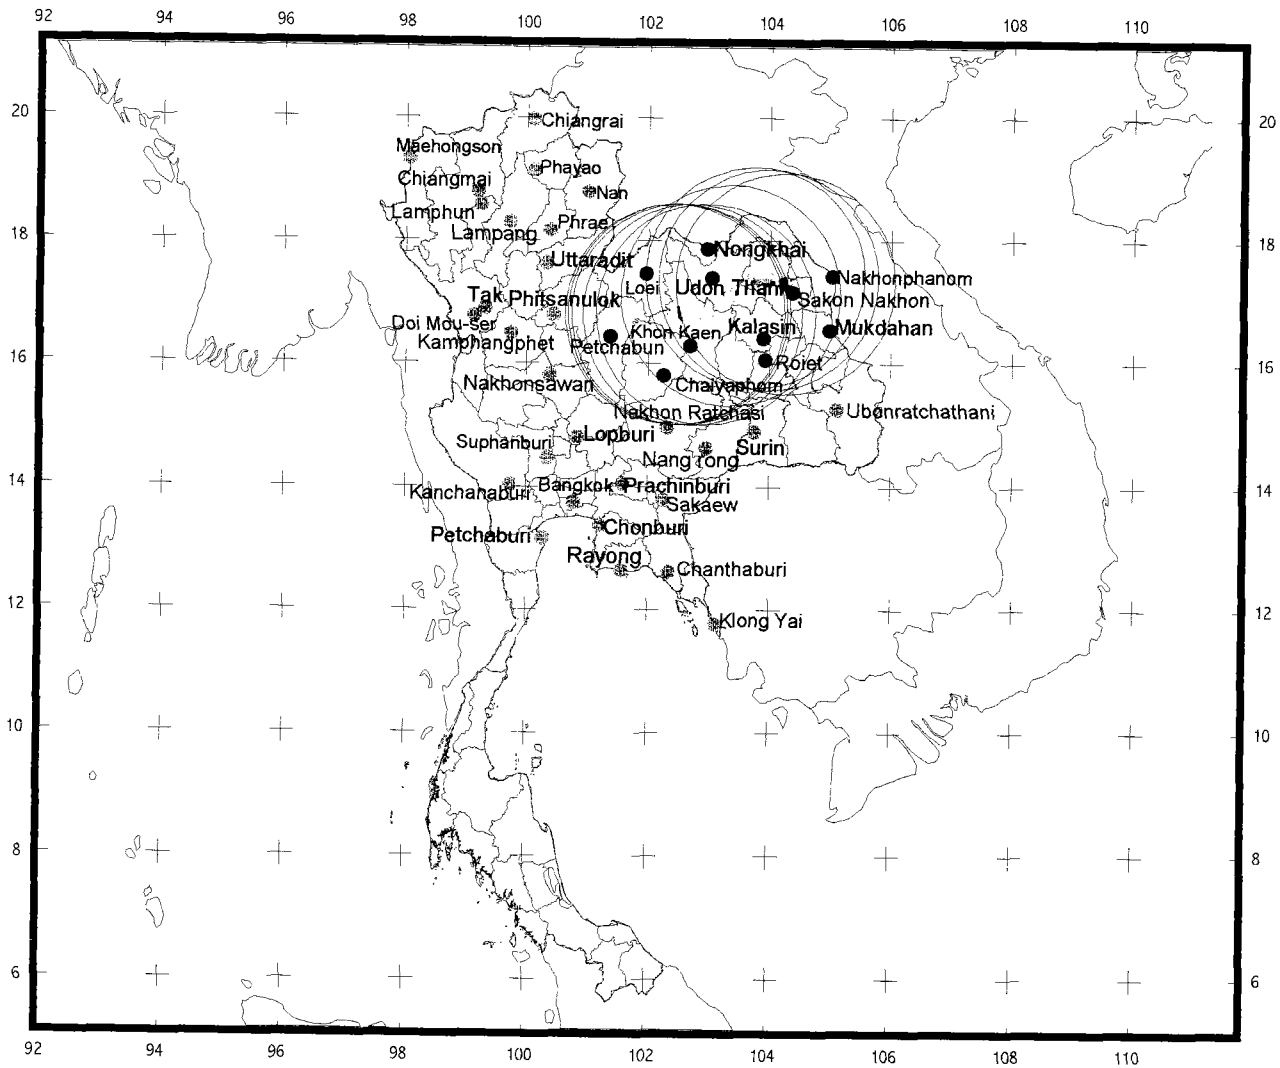 92 94 96 98 100 102 104 106 108 110
20 20
Chiangrai
Maehongson
Phayao
Chiangmai
Nan
Lamphun
Phrae
Lampang
18 18
Nongkhai
Uttaradit
Nakhonphanom
Loei
Udon Thani
Tak
Phitsanulok
Sakon Nakhon
Doi Mou-ser
Khon Kaen
Kalasin
Mukdahan
Kamphangphet
Petchabun
16 16
Roiet
Nakhonsawan
Chaiyaphom
Nakhon Ratchasi
Ubonratchathani
Lopburi
Suphanburi
Surin
Nang rong
14 14
Kanchanaburi
Bangkok
Prachinburi
Sakaew
Petchaburi
Chonburi
Rayong
Chanthaburi
12 12
Klong Yai
10 10
8 8
6 6
92 94 96 98 100 102 104 106 108 110